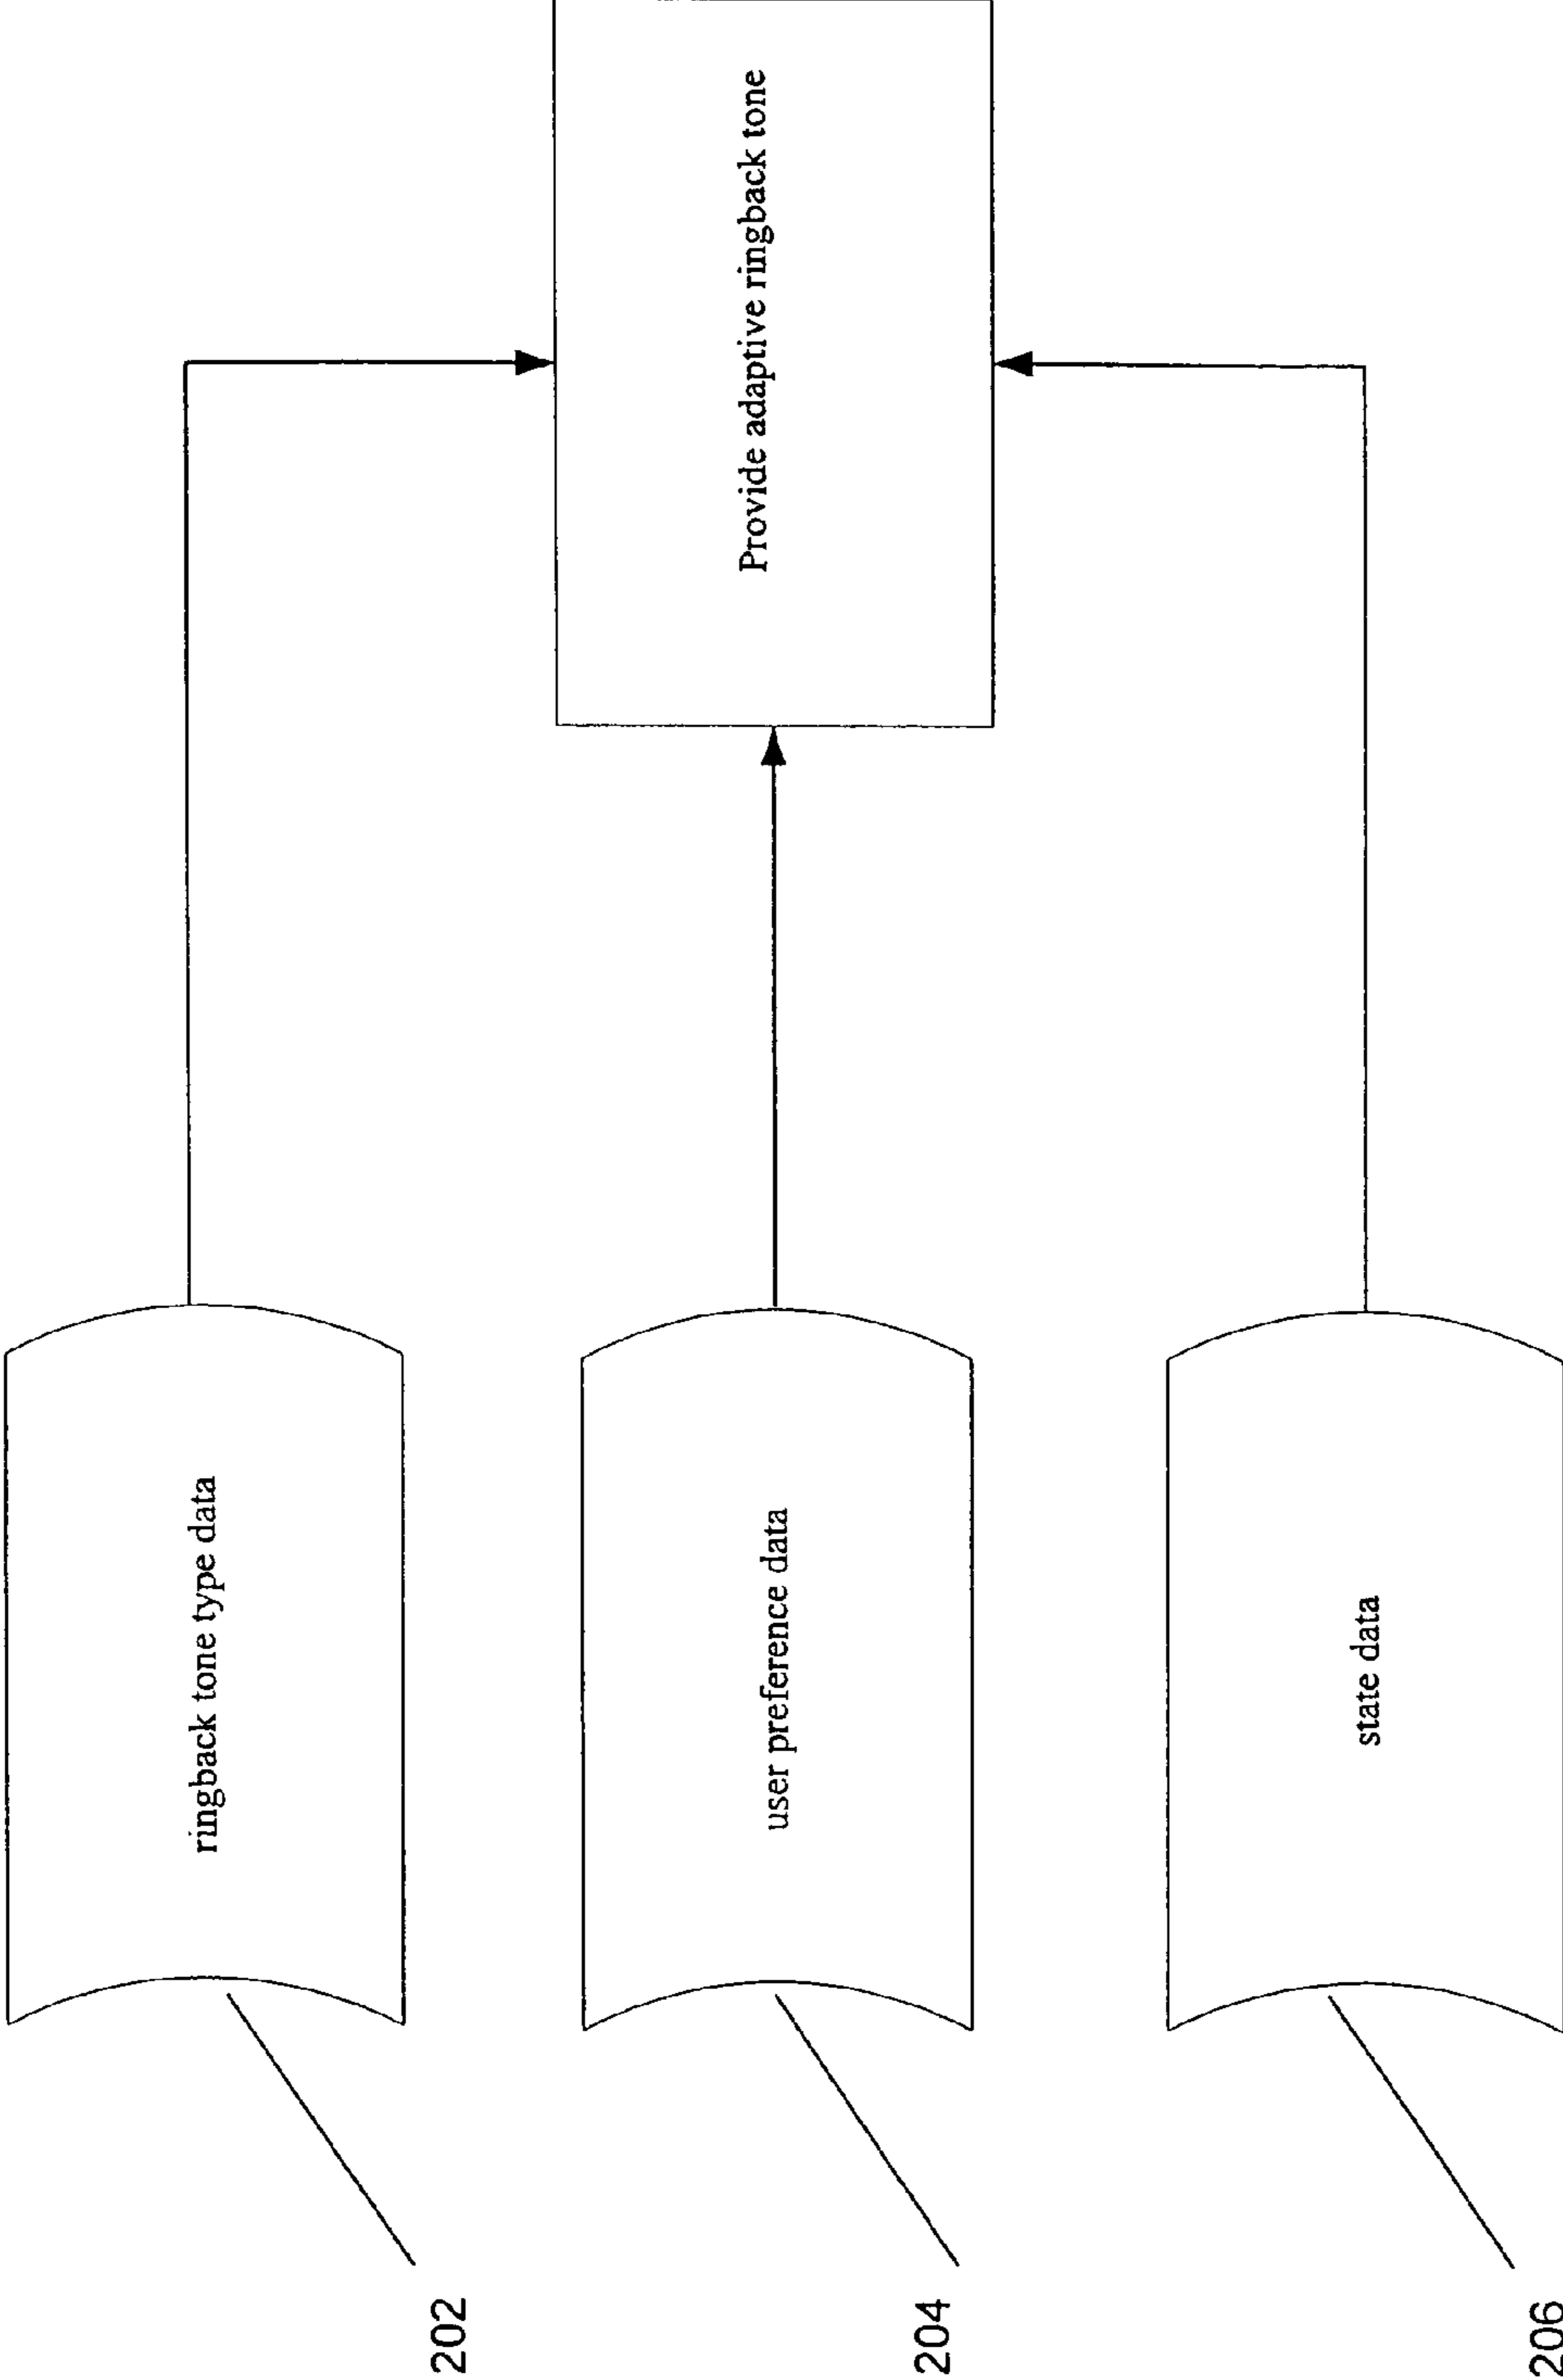 Provide adaptive ringback tone
ringback tone type data
user preference data
state data
202
204
206